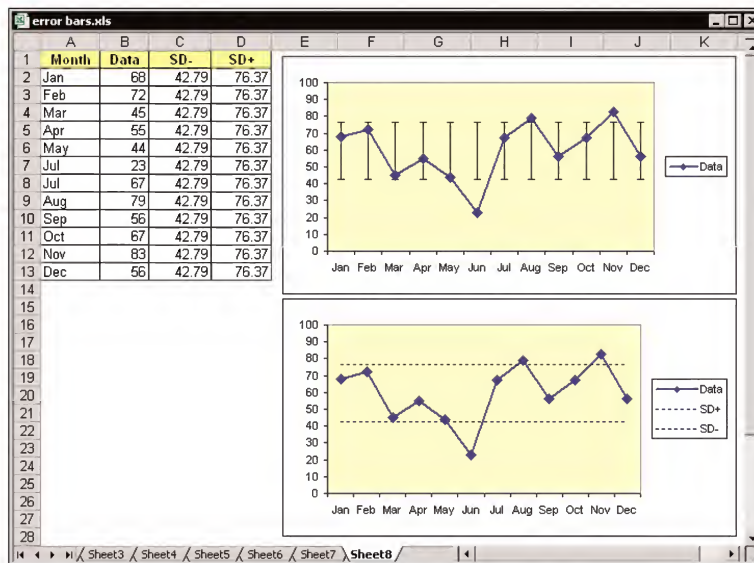 error bars.xls
A B C D E F G H I J K
1 Month Data SD- SD+
2 Jan 68 42.79 76.37
3 Feb 72 42.79 76.37
4 Mar 45 42.79 76.37
5 Apr 55 42.79 76.37
6 May 44 42.79 76.37
7 Jul 23 42.79 76.37
8 Jul 67 42.79 76.37
9 Aug 79 42.79 76.37
10 Sep 56 42.79 76.37
11 Oct 67 42.79 76.37
12 Nov 83 42.79 76.37
13 Dec 56 42.79 76.37
14
15
16
17
18
19
20
21
22
23
24
25
26
27
28
100
90
80
70
60
50
40
30
20
10
0
Jan Feb Mar Apr May Jun Jul Aug Sep Oct Nov Dec
Data
100
90
80
70
60
50
40
30
20
10
0
Jan Feb Mar Apr May Jun Jul Aug Sep Oct Nov Dec
Data
SD+
SD-
Sheet3 Sheet4 Sheet5 Sheet6 Sheet7 Sheet8